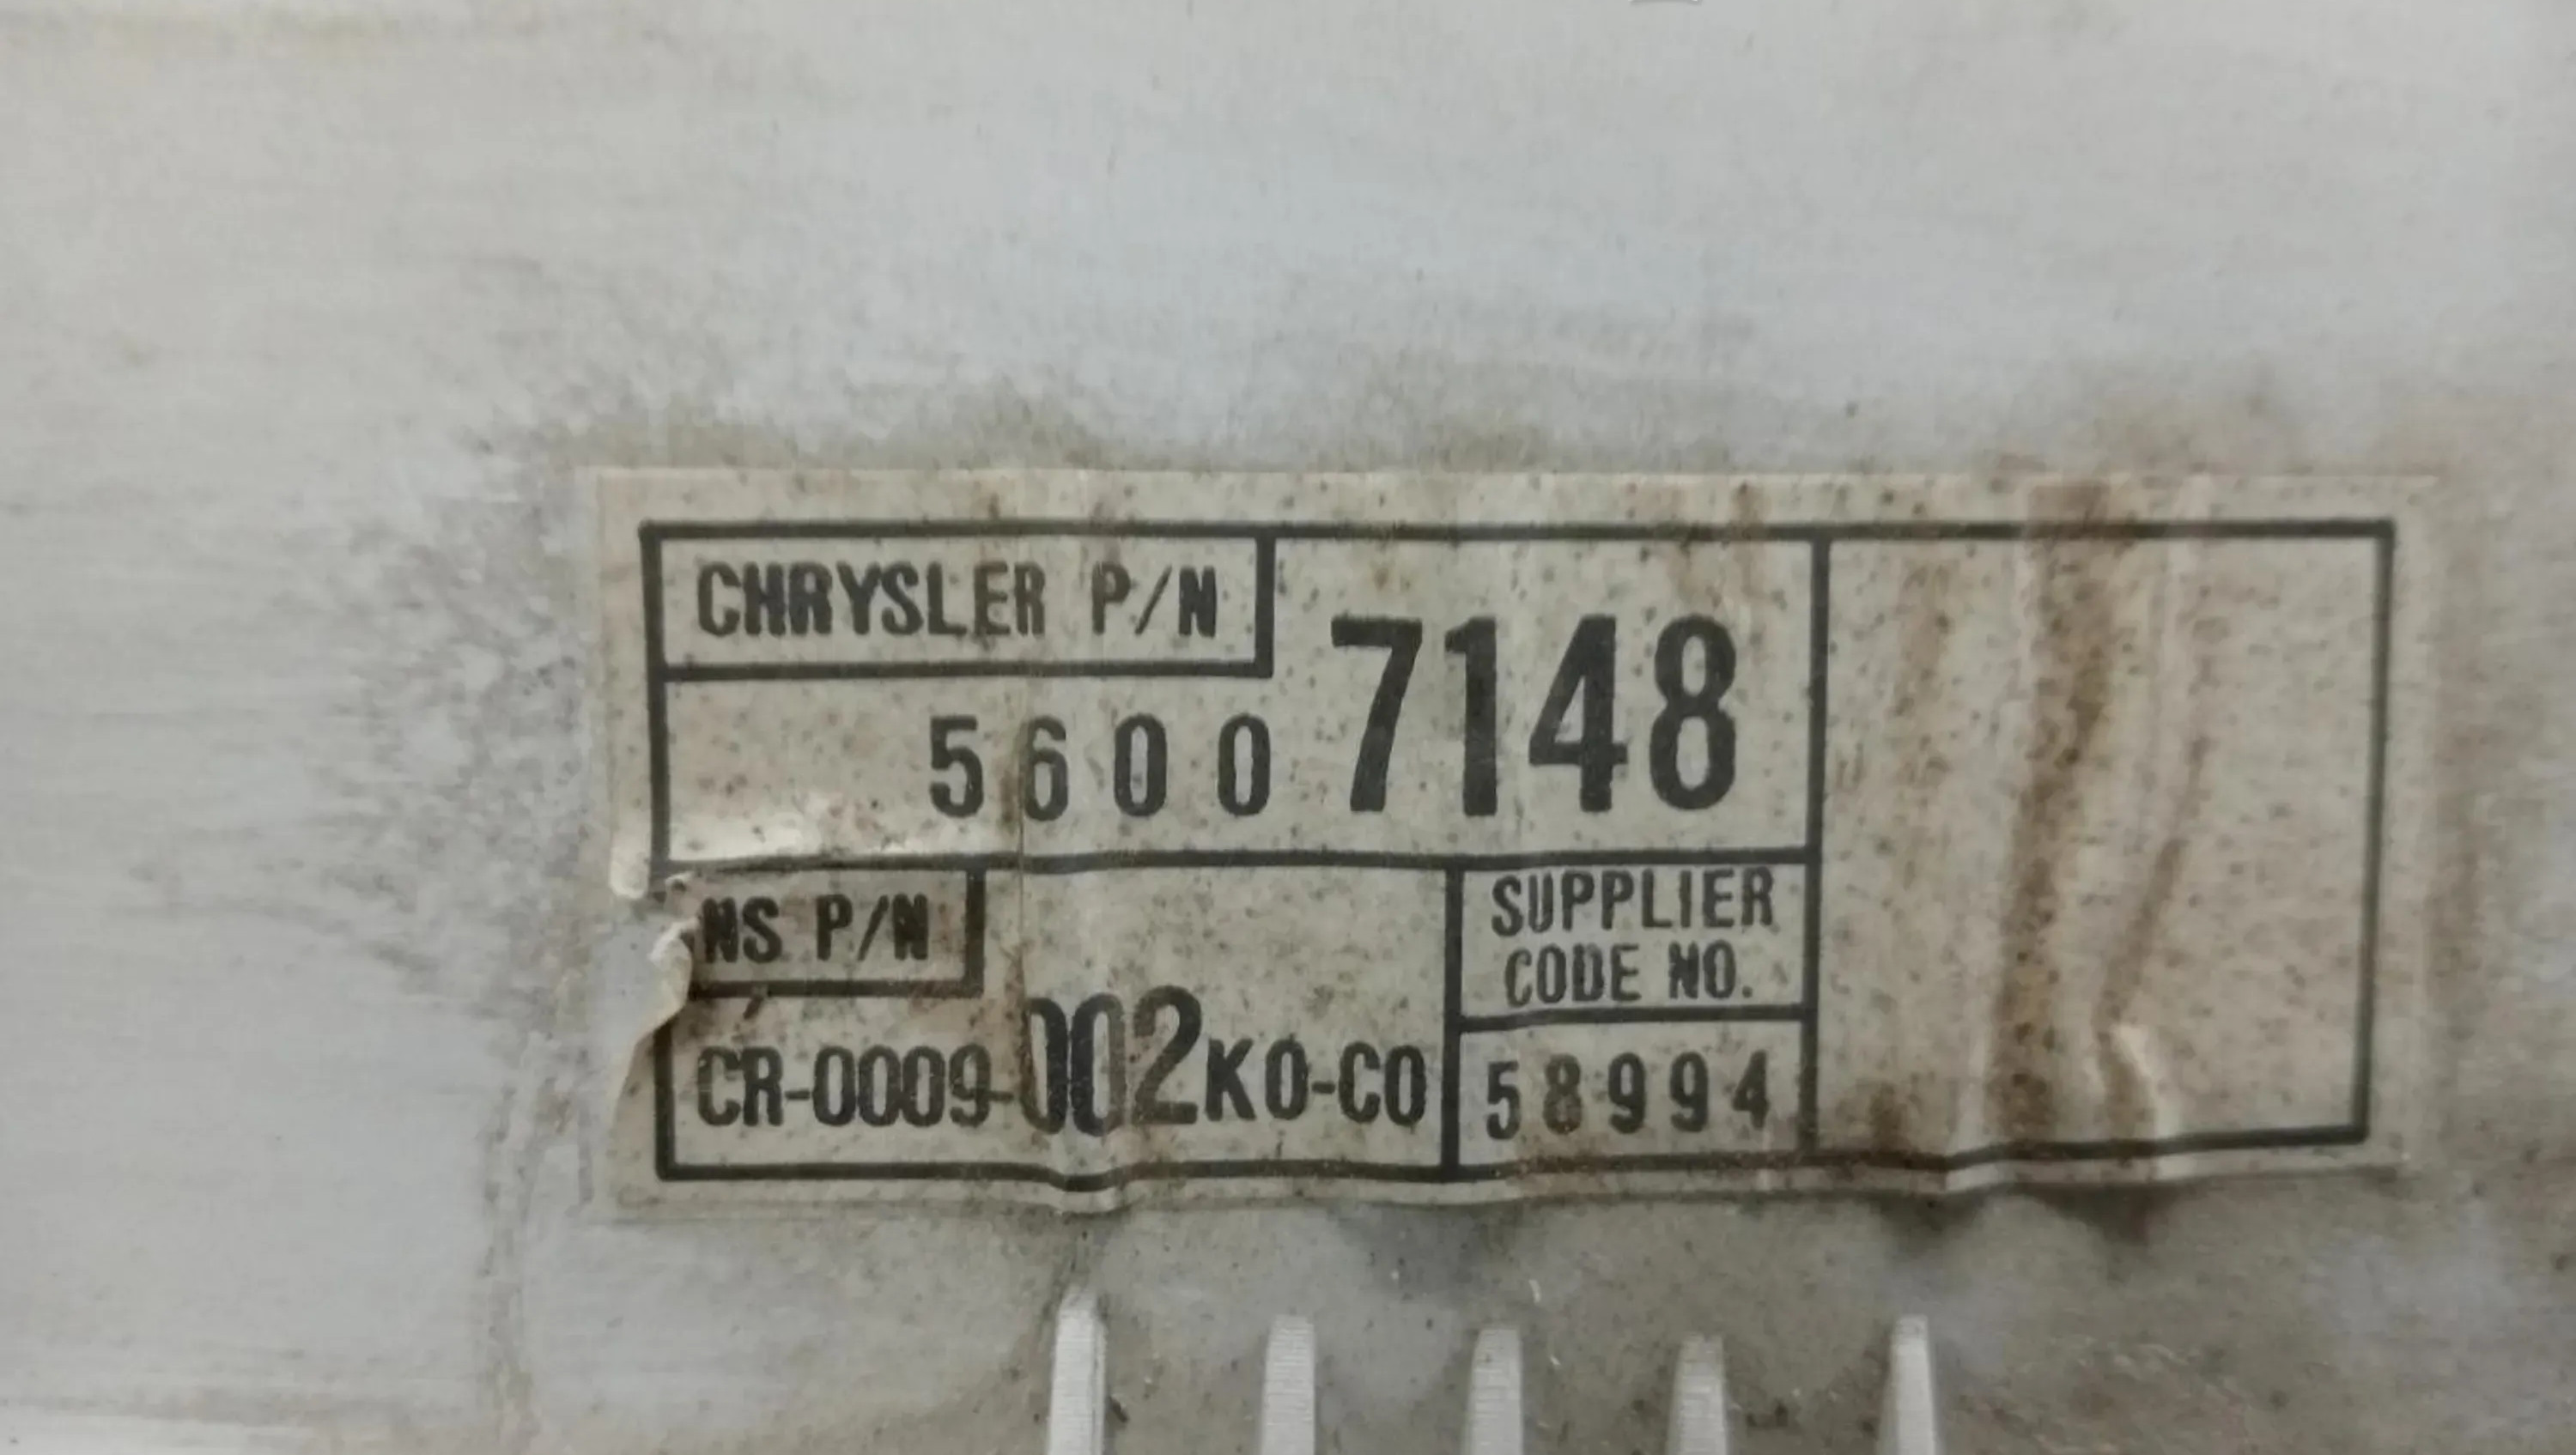 CHRYSLER P/N
5600 7148
NS P/N
CR-0009-002KO-CO
SUPPLIER
CODE NO.
58994